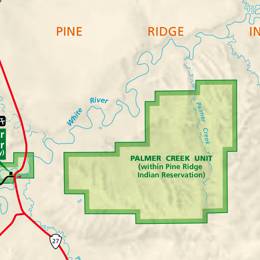 PINE RIDGE IN
White River
Palmer Creek
PALMER CREEK UNIT
(within Pine Ridge
Indian Reservation)
27